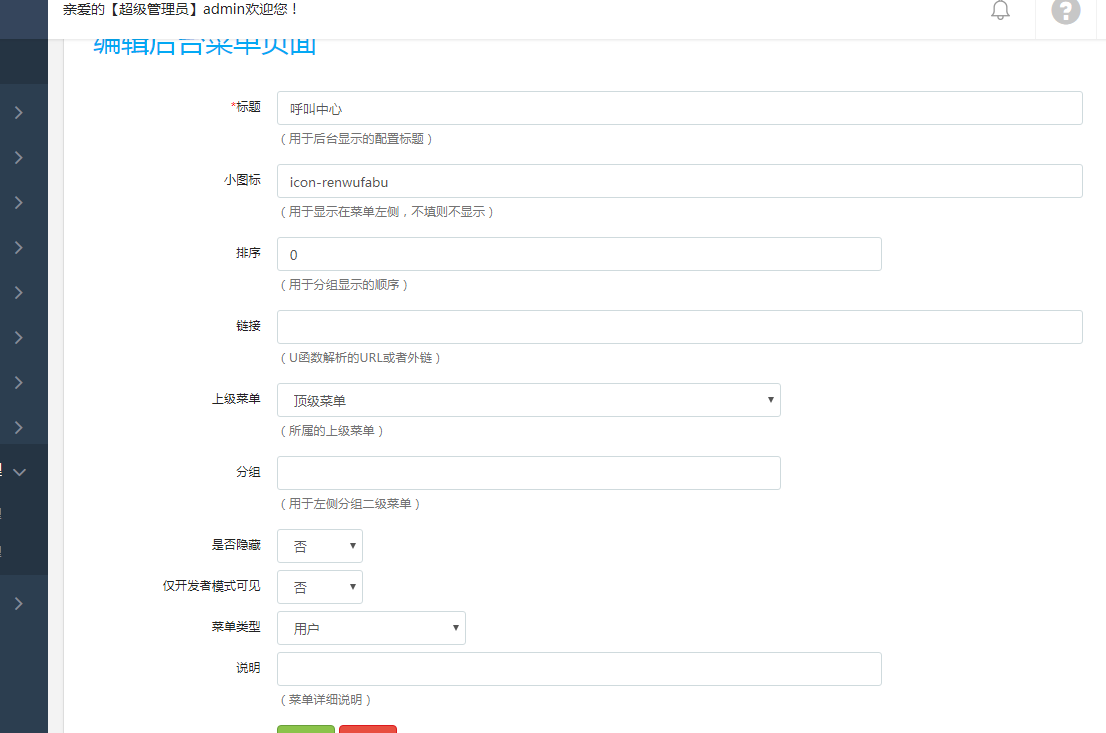 亲爱的【超级管理员】admin欢迎您！
编辑后台菜单页面
*标题
呼叫中心
（用于后台显示的配置标题）
小图标
icon-renwufabu
（用于显示在菜单左侧，不填则不显示）
排序
0
（用于分组显示的顺序）
链接
（U函数解析的URL或者外链）
上级菜单
顶级菜单
（所属的上级菜单）
分组
（用于左侧分组二级菜单）
是否隐藏
否
仅开发者模式可见
否
菜单类型
用户
说明
（菜单详细说明）